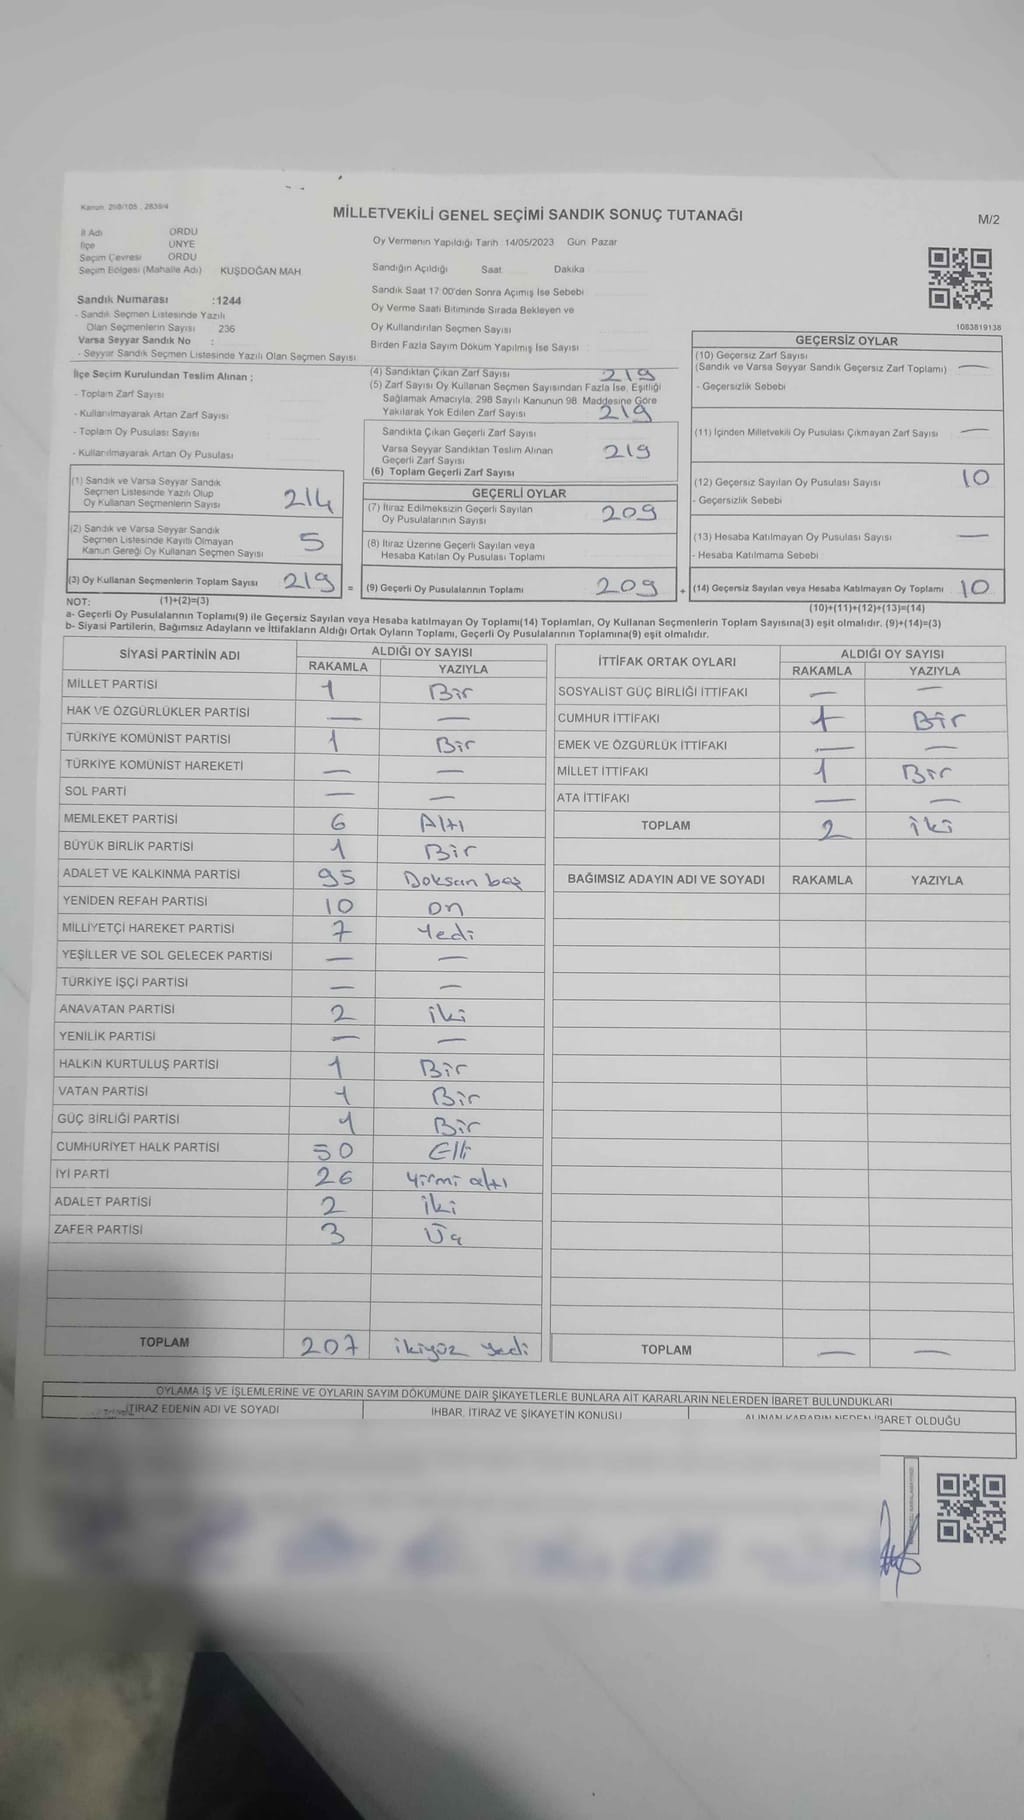 Kanun 298/105 , 2839/4
MİLLETVEKİLİ GENEL SEÇİMİ SANDIK SONUÇ TUTANAĞI
M/2
İl Adı ORDU
İlçe ÜNYE
Seçim Çevresi ORDU
Seçim Bölgesi (Mahalle Adı) KUŞDOĞAN MAH.
Sandık Numarası :1244
- Sandık Seçmen Listesinde Yazılı
Olan Seçmenlerin Sayısı 236
Varsa Seyyar Sandık No :
- Seyyar Sandık Seçmen Listesinde Yazılı Olan Seçmen Sayısı
Oy Vermenin Yapıldığı Tarih 14/05/2023 Gün Pazar
Sandığın Açıldığı Saat Dakika
Sandık Saat 17:00'den Sonra Açılmış İse Sebebi
Oy Verme Saati Bitiminde Sırada Bekleyen ve
Oy Kullandırılan Seçmen Sayısı
Birden Fazla Sayım Döküm Yapılmış İse Sayısı
1083819138
İlçe Seçim Kurulundan Teslim Alınan ;
- Toplam Zarf Sayısı
- Kullanılmayarak Artan Zarf Sayısı
- Toplam Oy Pusulası Sayısı
- Kullanılmayarak Artan Oy Pusulası
(4) Sandıktan Çıkan Zarf Sayısı 219
(5) Zarf Sayısı Oy Kullanan Seçmen Sayısından Fazla İse, Eşitliği
Sağlamak Amacıyla, 298 Sayılı Kanunun 98. Maddesine Göre
Yakılarak Yok Edilen Zarf Sayısı 219
Sandıkta Çıkan Geçerli Zarf Sayısı
Varsa Seyyar Sandıktan Teslim Alınan
Geçerli Zarf Sayısı 219
(6) Toplam Geçerli Zarf Sayısı
GEÇERSİZ OYLAR
(10) Geçersiz Zarf Sayısı
(Sandık ve Varsa Seyyar Sandık Geçersiz Zarf Toplamı) —
- Geçersizlik Sebebi
(11) İçinden Milletvekili Oy Pusulası Çıkmayan Zarf Sayısı —
(12) Geçersiz Sayılan Oy Pusulası Sayısı 10
- Geçersizlik Sebebi
(13) Hesaba Katılmayan Oy Pusulası Sayısı —
- Hesaba Katılmama Sebebi
(1) Sandık ve Varsa Seyyar Sandık
Seçmen Listesinde Yazılı Olup
Oy Kullanan Seçmenlerin Sayısı 214
(2) Sandık ve Varsa Seyyar Sandık
Seçmen Listesinde Kayıtlı Olmayan
Kanun Gereği Oy Kullanan Seçmen Sayısı 5
GEÇERLİ OYLAR
(7) İtiraz Edilmeksizin Geçerli Sayılan
Oy Pusulalarının Sayısı 209
(8) İtiraz Üzerine Geçerli Sayılan veya
Hesaba Katılan Oy Pusulası Toplamı
(3) Oy Kullanan Seçmenlerin Toplam Sayısı 219 = (9) Geçerli Oy Pusulalarının Toplamı 209 + (14) Geçersiz Sayılan veya Hesaba Katılmayan Oy Toplamı 10
NOT: (1)+(2)=(3) (10)+(11)+(12)+(13)=(14)
a- Geçerli Oy Pusulalarının Toplamı(9) ile Geçersiz Sayılan veya Hesaba katılmayan Oy Toplamı(14) Toplamları, Oy Kullanan Seçmenlerin Toplam Sayısına(3) eşit olmalıdır. (9)+(14)=(3)
b- Siyasi Partilerin, Bağımsız Adayların ve İttifakların Aldığı Ortak Oyların Toplamı, Geçerli Oy Pusulalarının Toplamına(9) eşit olmalıdır.
SİYASİ PARTİNİN ADI ALDIĞI OY SAYISI
RAKAMLA YAZIYLA
MİLLET PARTİSİ 1 Bir
HAK VE ÖZGÜRLÜKLER PARTİSİ — —
TÜRKİYE KOMÜNİST PARTİSİ 1 Bir
TÜRKİYE KOMÜNİST HAREKETİ — —
SOL PARTİ — —
MEMLEKET PARTİSİ 6 Altı
BÜYÜK BİRLİK PARTİSİ 1 Bir
ADALET VE KALKINMA PARTİSİ 95 Doksan beş
YENİDEN REFAH PARTİSİ 10 on
MİLLİYETÇİ HAREKET PARTİSİ 7 Yedi
YEŞİLLER VE SOL GELECEK PARTİSİ — —
TÜRKİYE İŞÇİ PARTİSİ — —
ANAVATAN PARTİSİ 2 iki
YENİLİK PARTİSİ — —
HALKIN KURTULUŞ PARTİSİ 1 Bir
VATAN PARTİSİ 1 Bir
GÜÇ BİRLİĞİ PARTİSİ 1 Bir
CUMHURİYET HALK PARTİSİ 50 Elli
İYİ PARTİ 26 Yirmi altı
ADALET PARTİSİ 2 iki
ZAFER PARTİSİ 3 Üç
TOPLAM 207 ikiyüz yedi
İTTİFAK ORTAK OYLARI ALDIĞI OY SAYISI
RAKAMLA YAZIYLA
SOSYALİST GÜÇ BİRLİĞİ İTTİFAKI — —
CUMHUR İTTİFAKI 1 Bir
EMEK VE ÖZGÜRLÜK İTTİFAKI — —
MİLLET İTTİFAKI 1 Bir
ATA İTTİFAKI — —
TOPLAM 2 iki
BAĞIMSIZ ADAYIN ADI VE SOYADI RAKAMLA YAZIYLA
TOPLAM — —
OYLAMA İŞ VE İŞLEMLERİNE VE OYLARIN SAYIM DÖKÜMÜNE DAİR ŞİKAYETLERLE BUNLARA AİT KARARLARIN NELERDEN İBARET BULUNDUKLARI
İTİRAZ EDENİN ADI VE SOYADI İHBAR, İTİRAZ VE ŞİKAYETİN KONUSU ALINAN KARARIN NEDEN İBARET OLDUĞU